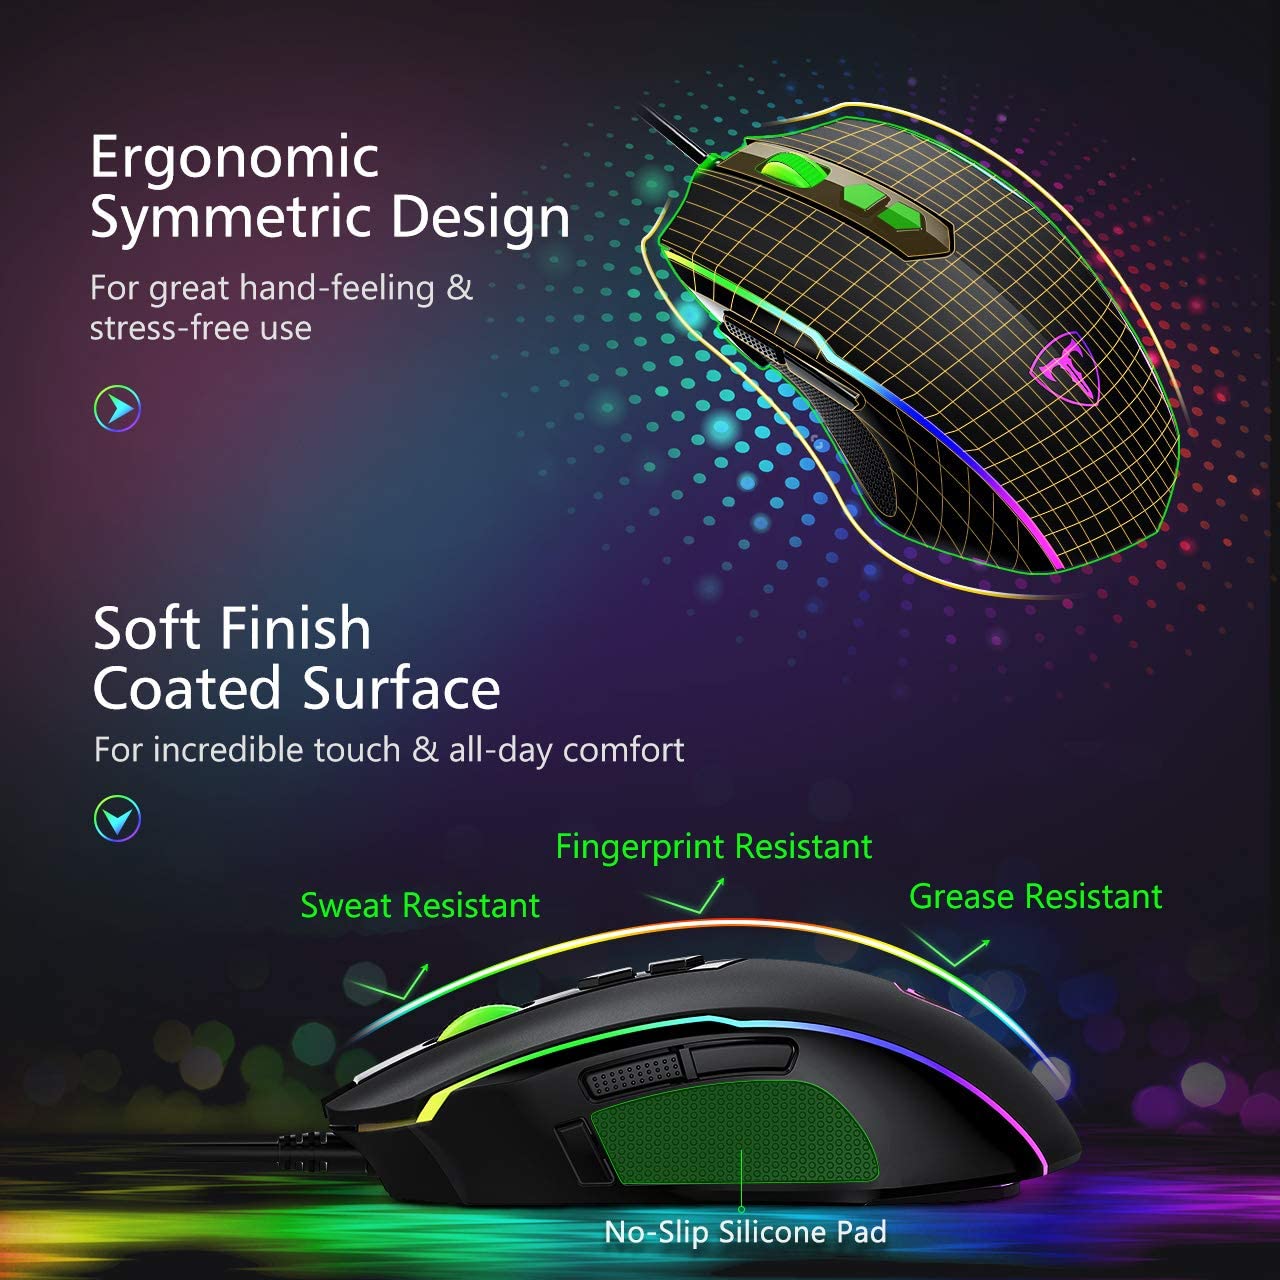 Ergonomic
Symmetric Design
For great hand-feeling &
stress-free use
Soft Finish
Coated Surface
For incredible touch & all-day comfort
Fingerprint Resistant
Sweat Resistant
Grease Resistant
No-Slip Silicone Pad